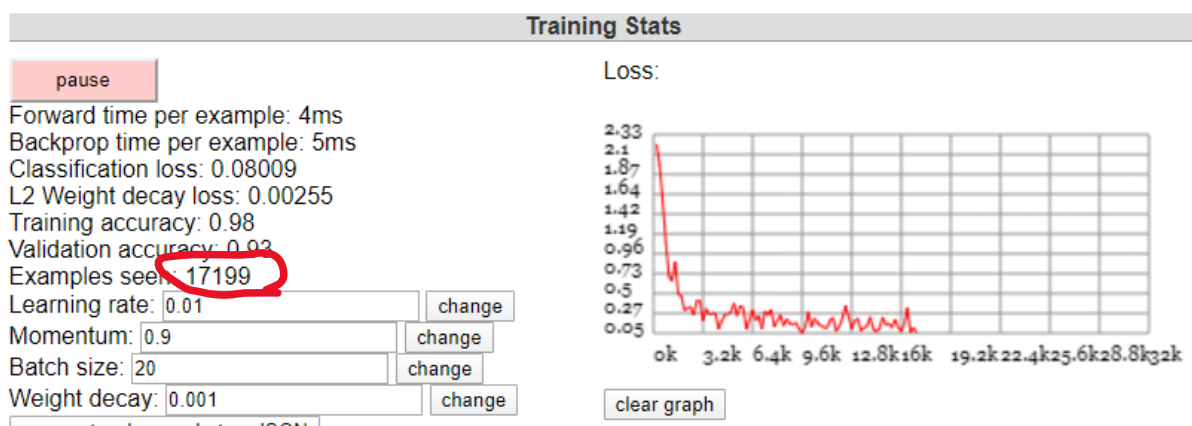 Training Stats
pause
Forward time per example: 4ms
Backprop time per example: 5ms
Classification loss: 0.08009
L2 Weight decay loss: 0.00255
Training accuracy: 0.98
Validation accuracy: 0.93
Examples seen: 17199
Learning rate: 0.01 change
Momentum: 0.9 change
Batch size: 20 change
Weight decay: 0.001 change
Loss:
2.33
2.1
1.87
1.64
1.42
1.19
0.96
0.73
0.5
0.27
0.05
0k 3.2k 6.4k 9.6k 12.8k 16k 19.2k 22.4k 25.6k 28.8k 32k
clear graph